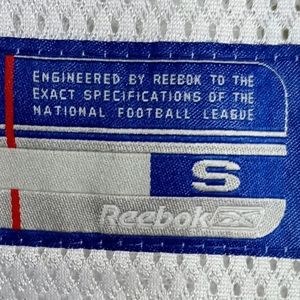 ENGINEERED BY REEBOK TO THE
EXACT SPECIFICATIONS OF THE
NATIONAL FOOTBALL LEAGUE
S
Reebok